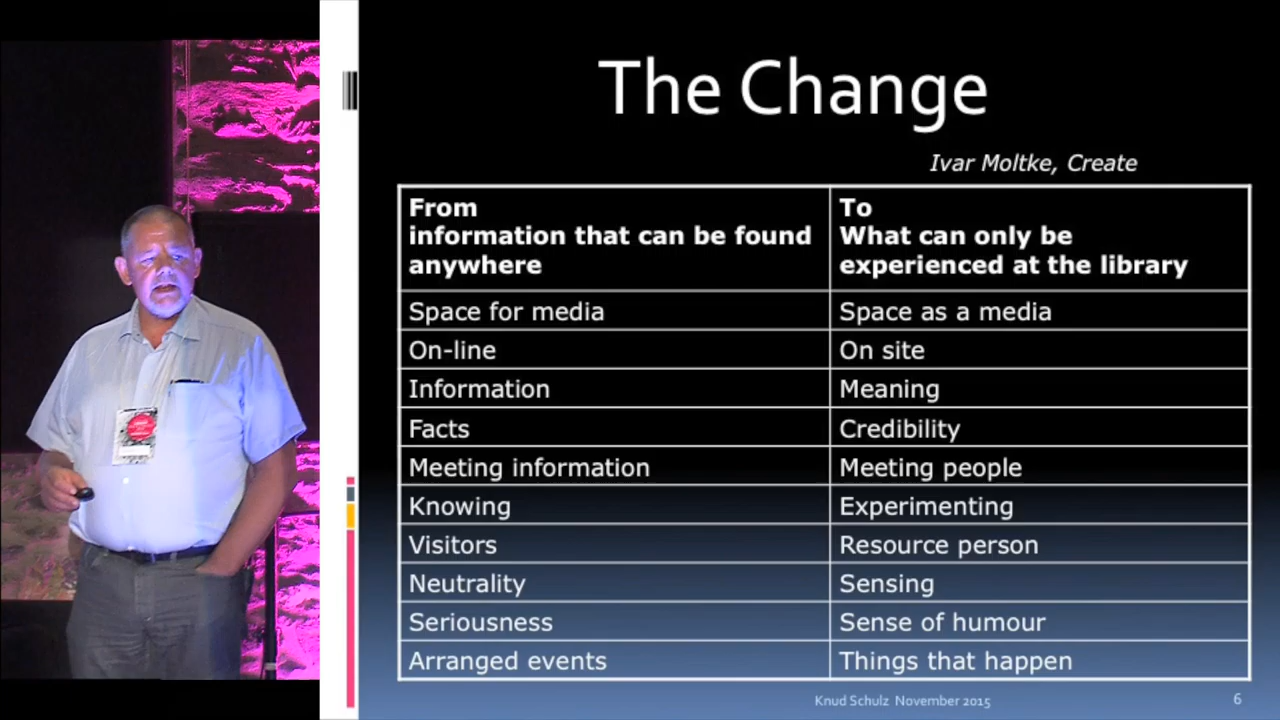 The Change
Ivar Moltke, Create
From
information that can be found
anywhere
To
What can only be
experienced at the library
Space for media
Space as a media
On-line
On site
Information
Meaning
Facts
Credibility
Meeting information
Meeting people
Knowing
Experimenting
Visitors
Resource person
Neutrality
Sensing
Seriousness
Sense of humour
Arranged events
Things that happen
Knud Schulz November 2015
6